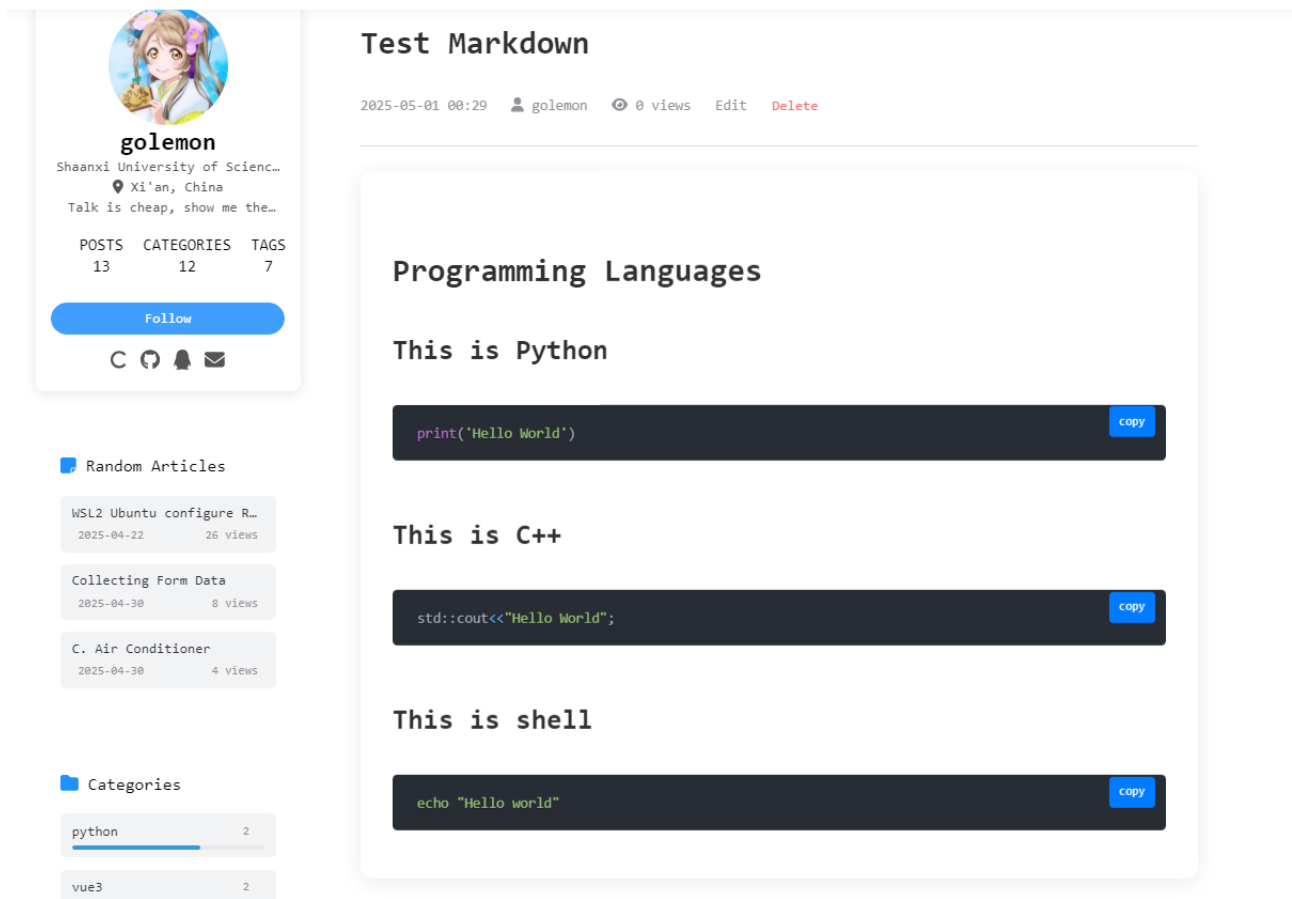 golemon
Shaanxi University of Scienc…
Xi'an, China
Talk is cheap, show me the…
POSTS CATEGORIES TAGS
13 12 7
Follow
Random Articles
WSL2 Ubuntu configure R…
2025-04-22 26 views
Collecting Form Data
2025-04-30 8 views
C. Air Conditioner
2025-04-30 4 views
Categories
python 2
vue3 2
Test Markdown
2025-05-01 00:29 golemon 0 views Edit Delete
Programming Languages
This is Python
print('Hello World')
copy
This is C++
std::cout<<"Hello World";
copy
This is shell
echo "Hello world"
copy